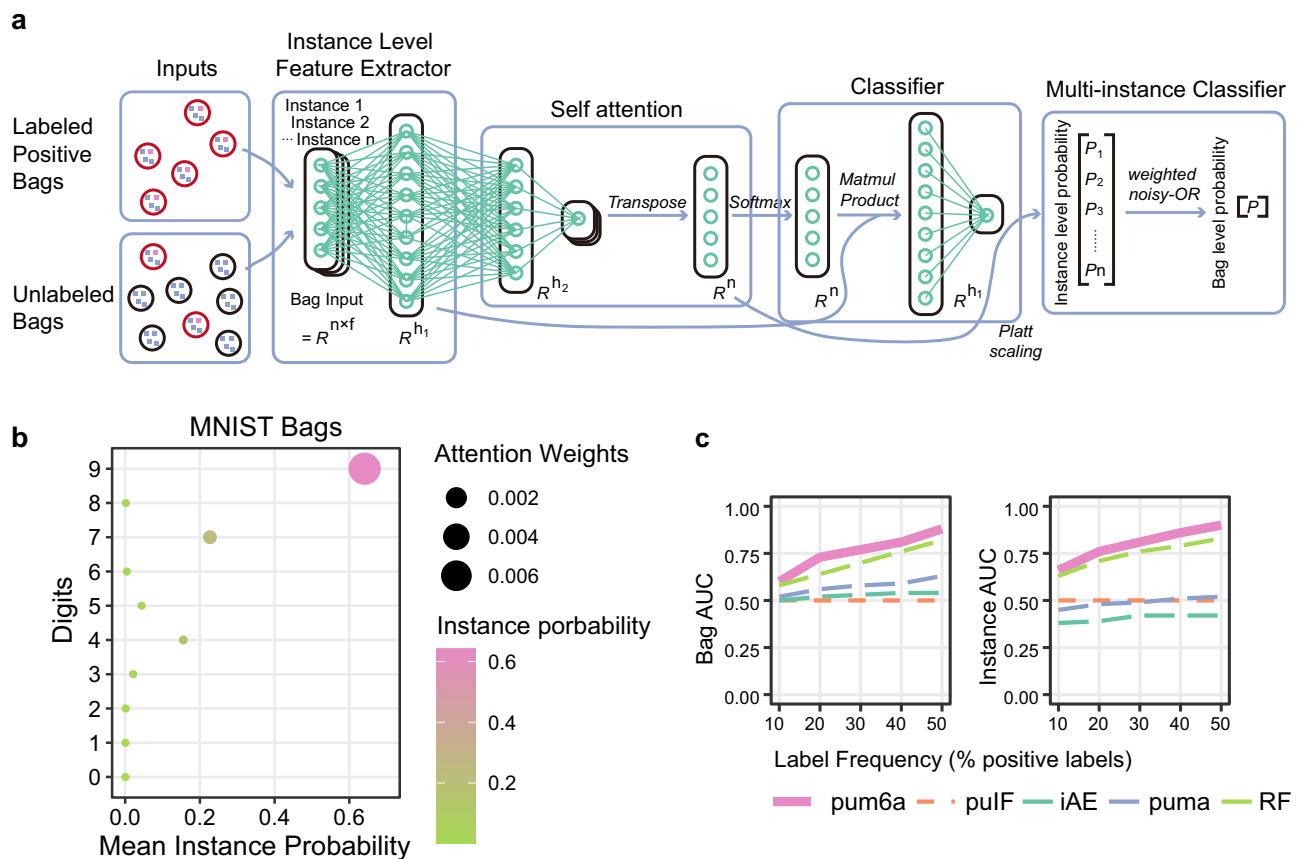 a
Inputs
Instance Level
Feature Extractor
Self attention
Classifier
Multi-instance Classifier
Labeled
Positive
Bags
Unlabeled
Bags
Instance 1
Instance 2
... Instance n
Bag Input
= R^n×f
R^h1
R^h2
Transpose
R^n
Softmax
R^n
Matmul
Product
R^h1
Platt
scaling
Instance level probability
P1
P2
P3
......
Pn
weighted
noisy-OR
Bag level probability
[P]
b
MNIST Bags
Digits
9
8
7
6
5
4
3
2
1
0
0.0 0.2 0.4 0.6
Mean Instance Probability
Attention Weights
0.002
0.004
0.006
Instance porbability
0.6
0.4
0.2
c
Bag AUC
1.00
0.75
0.50
0.25
0.00
10 20 30 40 50
Instance AUC
1.00
0.75
0.50
0.25
0.00
10 20 30 40 50
Label Frequency (% positive labels)
pum6a puIF iAE puma RF